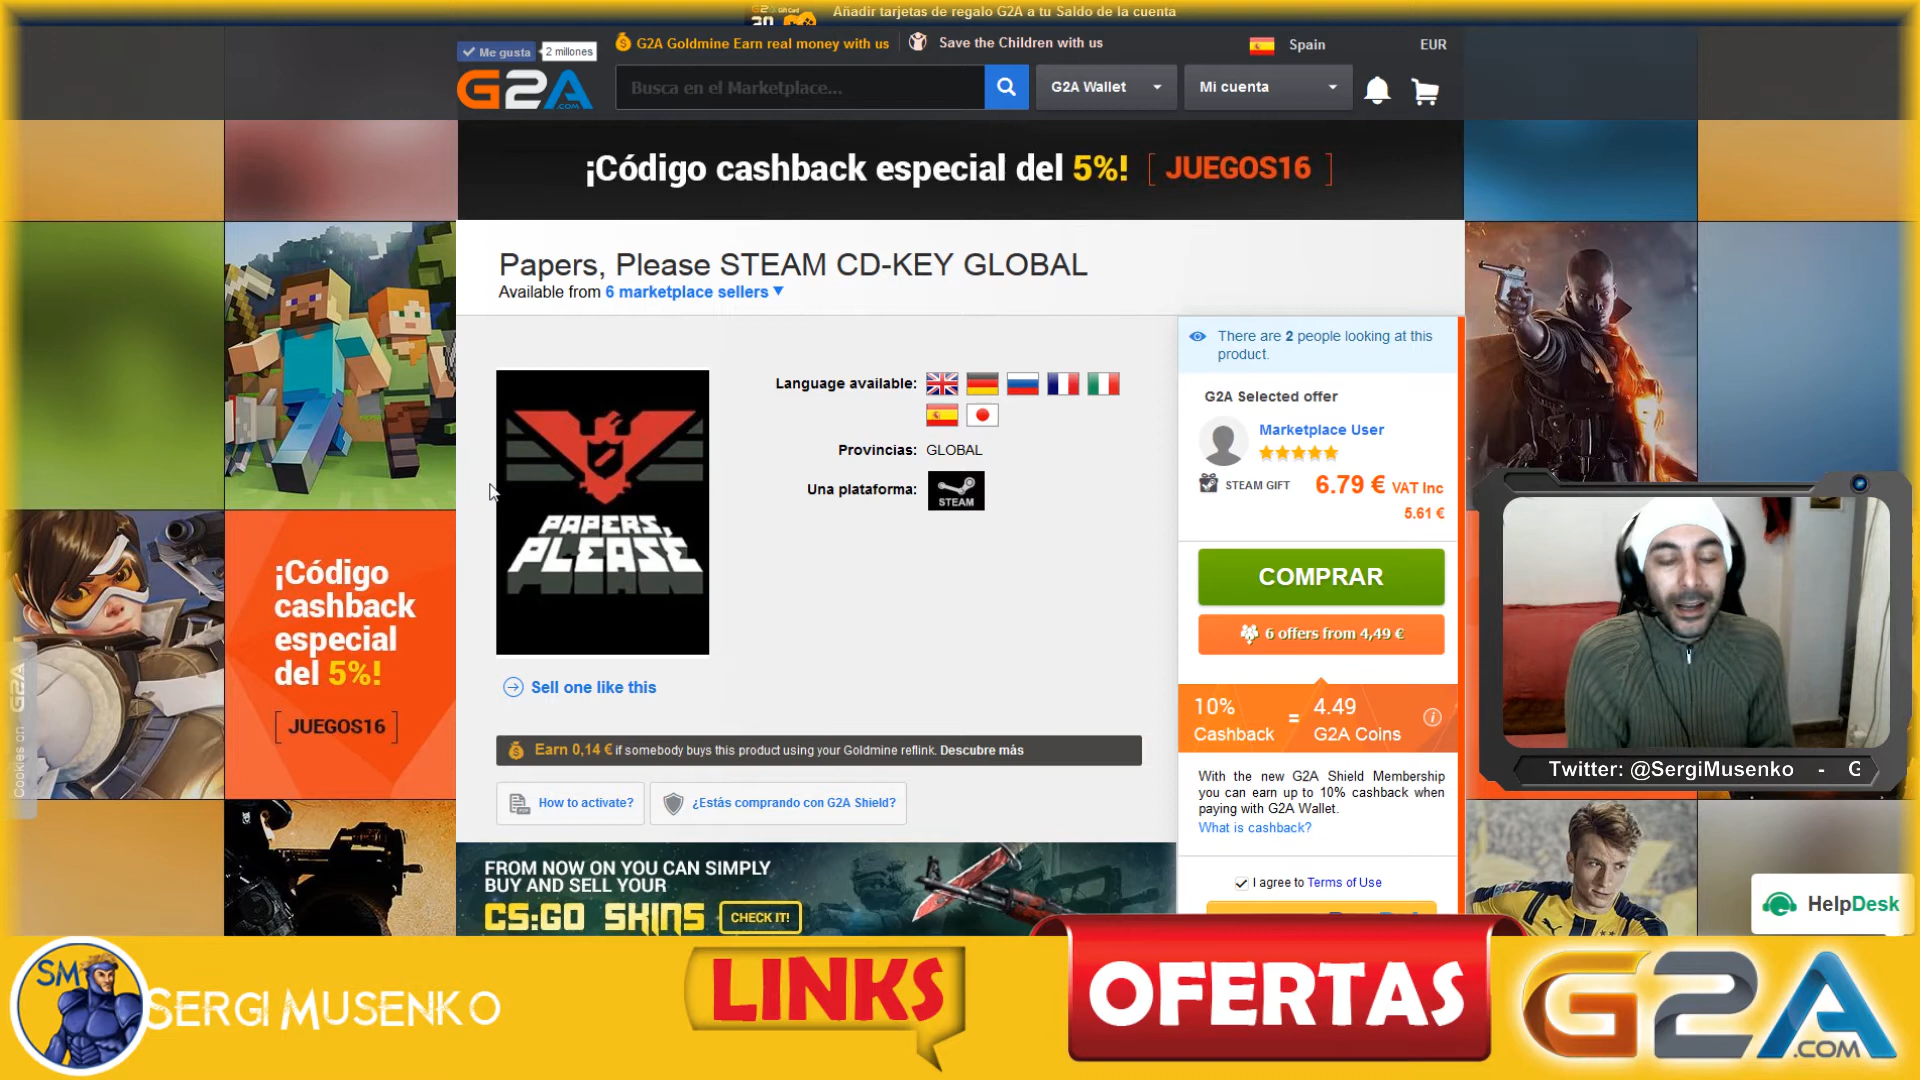 Añadir tarjetas de regalo G2A a tu Saldo de la cuenta
Me gusta
2 millones
G2A Goldmine Earn real money with us
Save the Children with us
Spain
EUR
G2A
.COM
Busca en el Marketplace...
G2A Wallet
Mi cuenta
¡Código cashback especial del 5%! [ JUEGOS16 ]
Papers, Please STEAM CD-KEY GLOBAL
Available from 6 marketplace sellers
There are 2 people looking at this
product.
Language available:
Provincias: GLOBAL
Una plataforma:
STEAM
PAPERS,
PLEASE
G2A Selected offer
Marketplace User
STEAM GIFT
6.79 € VAT Inc
5.61 €
COMPRAR
6 offers from 4,49 €
10%
Cashback
=
4.49
G2A Coins
With the new G2A Shield Membership
you can earn up to 10% cashback when
paying with G2A Wallet.
What is cashback?
I agree to Terms of Use
Sell one like this
Earn 0,14 € if somebody buys this product using your Goldmine reflink. Descubre más
How to activate?
¿Estás comprando con G2A Shield?
FROM NOW ON YOU CAN SIMPLY
BUY AND SELL YOUR
CS:GO SKINS
CHECK IT!
¡Código
cashback
especial
del 5%!
[ JUEGOS16 ]
Cookies on G2A
Twitter: @SergiMusenko - G
HelpDesk
SM
SERGI MUSENKO
LINKS
OFERTAS
G2A
.COM